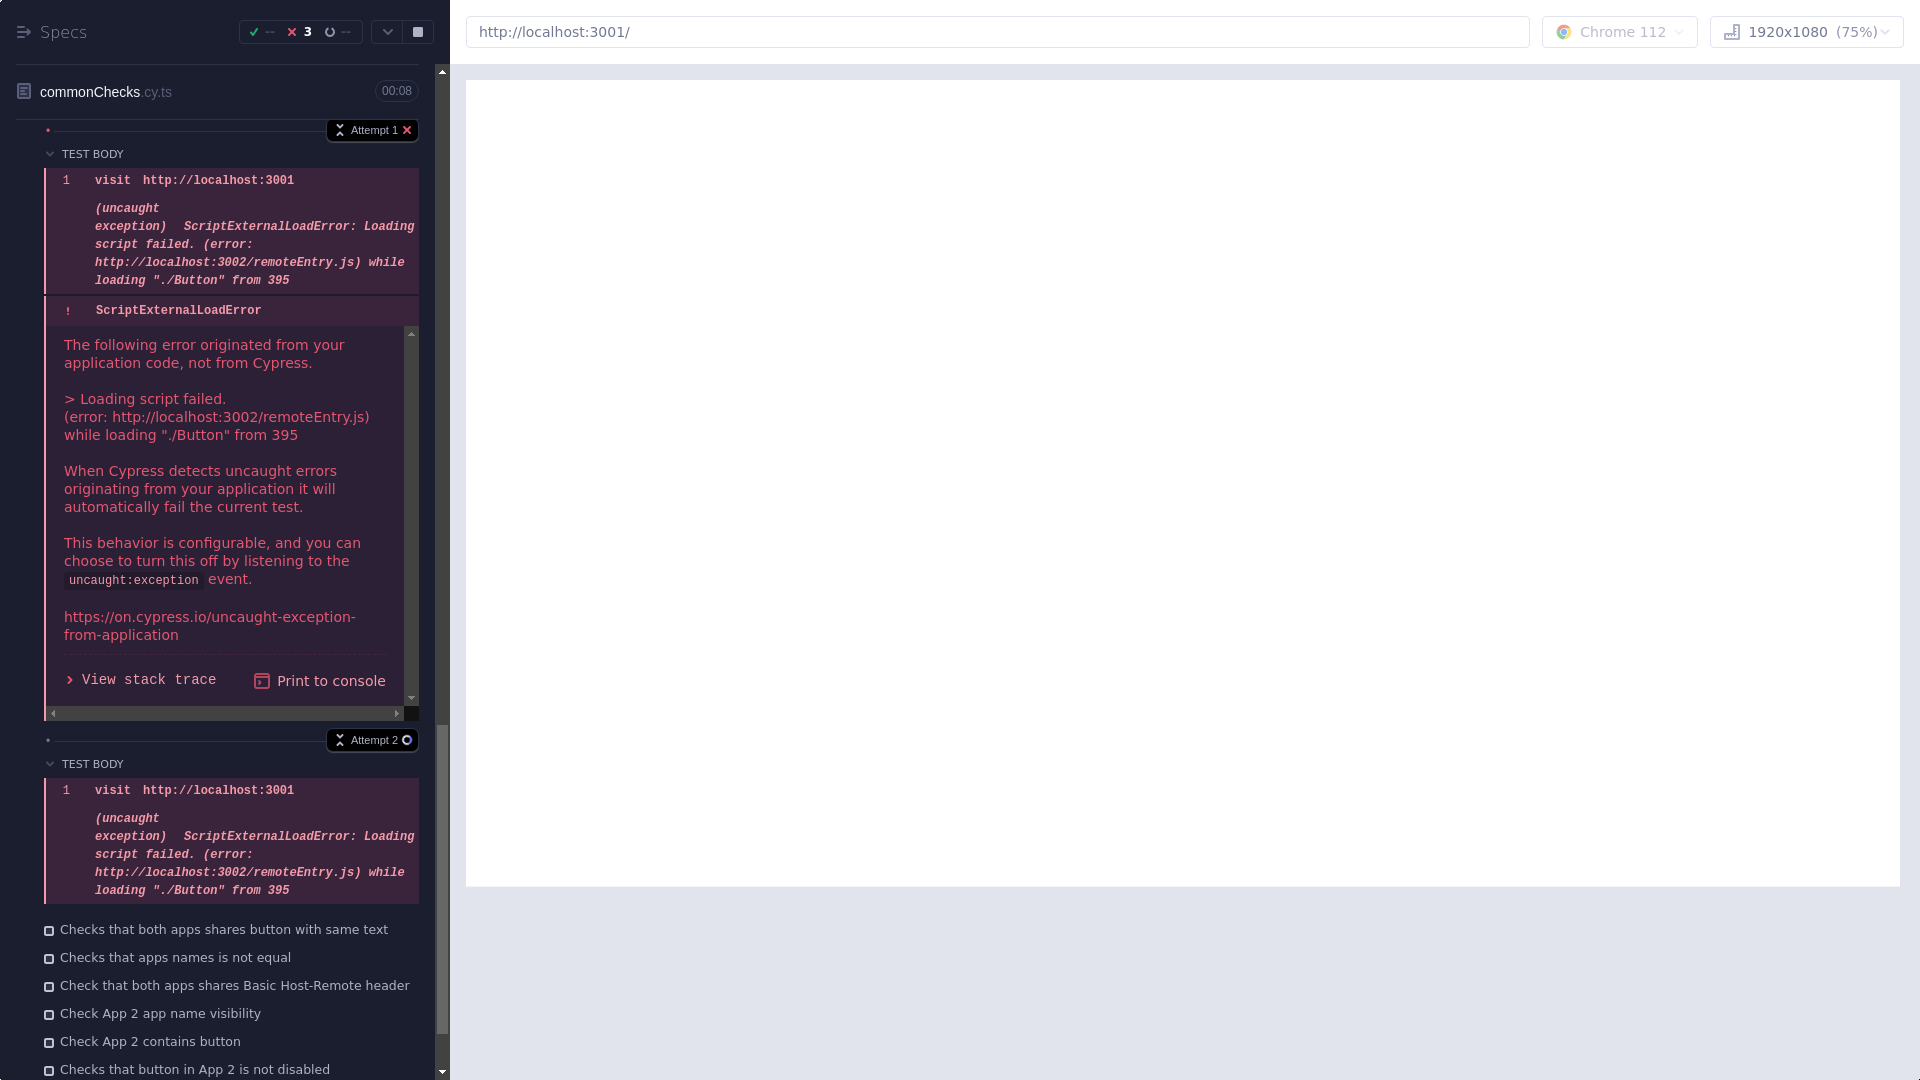 Specs
-- 3 --
commonChecks.cy.ts
00:08
Attempt 1
TEST BODY
1 visit http://localhost:3001
(uncaught
exception) ScriptExternalLoadError: Loading
script failed. (error:
http://localhost:3002/remoteEntry.js) while
loading "./Button" from 395
! ScriptExternalLoadError
The following error originated from your
application code, not from Cypress.
> Loading script failed.
(error: http://localhost:3002/remoteEntry.js)
while loading "./Button" from 395
When Cypress detects uncaught errors
originating from your application it will
automatically fail the current test.
This behavior is configurable, and you can
choose to turn this off by listening to the
uncaught:exception event.
https://on.cypress.io/uncaught-exception-
from-application
View stack trace
Print to console
Attempt 2
TEST BODY
1 visit http://localhost:3001
(uncaught
exception) ScriptExternalLoadError: Loading
script failed. (error:
http://localhost:3002/remoteEntry.js) while
loading "./Button" from 395
Checks that both apps shares button with same text
Checks that apps names is not equal
Check that both apps shares Basic Host-Remote header
Check App 2 app name visibility
Check App 2 contains button
Checks that button in App 2 is not disabled
http://localhost:3001/
Chrome 112
1920x1080 (75%)